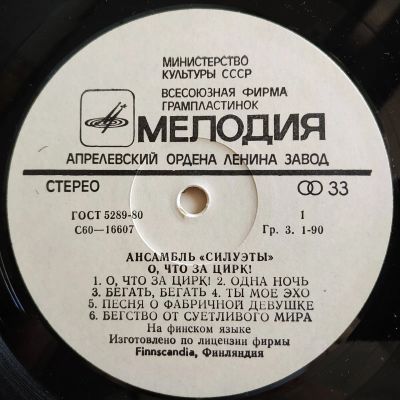 МИНИСТЕРСТВО
КУЛЬТУРЫ СССР
ВСЕСОЮЗНАЯ ФИРМА
ГРАМПЛАСТИНОК
МЕЛОДИЯ
АПРЕЛЕВСКИЙ ОРДЕНА ЛЕНИНА ЗАВОД
СТЕРЕО 33
ГОСТ 5289-80 1
С60—16607 Гр. 3. 1-90
АНСАМБЛЬ «СИЛУЭТЫ»
О, ЧТО ЗА ЦИРК!
1. О, ЧТО ЗА ЦИРК! 2. ОДНА НОЧЬ
3. БЕГАТЬ, БЕГАТЬ 4. ТЫ МОЕ ЭХО
5. ПЕСНЯ О ФАБРИЧНОЙ ДЕВУШКЕ
6. БЕГСТВО ОТ СУЕТЛИВОГО МИРА
На финском языке
Изготовлено по лицензии фирмы
Finnscandia, Финляндия